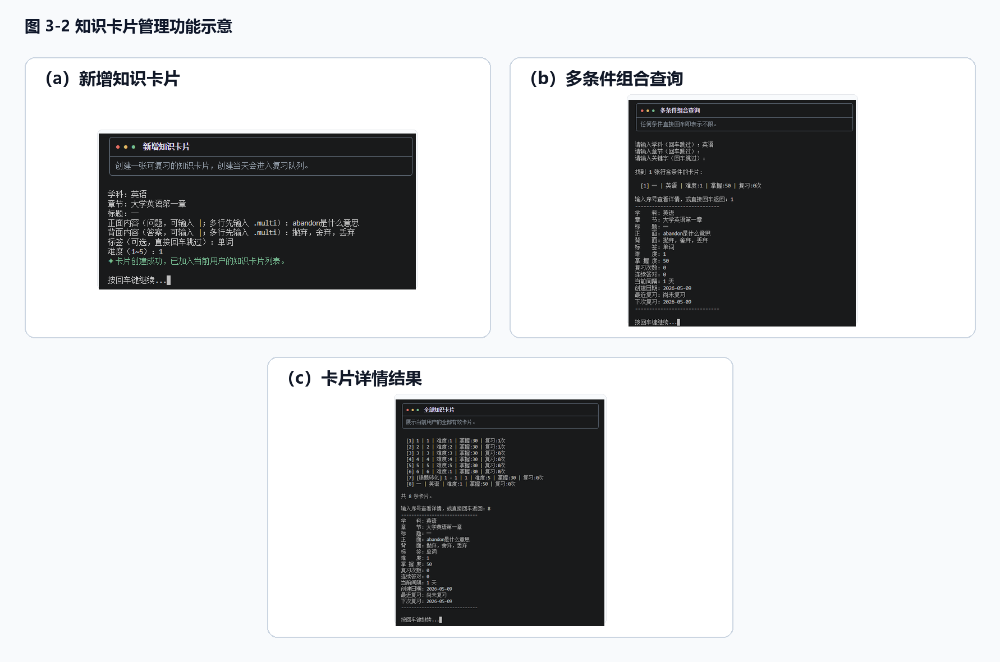 图 3-2 知识卡片管理功能示意
（a）新增知识卡片
新增知识卡片
创建一张可复习的知识卡片，创建当天会进入复习队列。
学科：英语
章节：大学英语第一章
标题：一
正面内容（问题，可输入 |；多行先输入 .multi）：abandon是什么意思
背面内容（答案，可输入 |；多行先输入 .multi）：抛弃，舍弃，丢弃
标签（可选，直接回车跳过）：单词
难度（1~5）：1
✦卡片创建成功，已加入当前用户的知识卡片列表。
按回车键继续...
（b）多条件组合查询
多条件组合查询
任何条件直接回车即表示不限。
请输入学科（回车跳过）：英语
请输入章节（回车跳过）：
请输入关键字（回车跳过）：
找到 1 张符合条件的卡片：
[1] 一 | 英语 | 难度:1 | 掌握:50 | 复习:0次
输入序号查看详情，或直接回车返回：1
------------------------------
学    科：英语
章    节：大学英语第一章
标    题：一
正    面：abandon是什么意思
背    面：抛弃，舍弃，丢弃
标    签：单词
难    度：1
掌 握 度：50
复习次数：0
连续答对：0
当前间隔：1 天
创建日期：2026-05-09
最近复习：尚未复习
下次复习：2026-05-09
------------------------------
按回车键继续...
（c）卡片详情结果
全部知识卡片
展示当前用户的全部有效卡片。
[1] 1 | 1 | 难度:1 | 掌握:30 | 复习:1次
[2] 2 | 2 | 难度:2 | 掌握:30 | 复习:1次
[3] 3 | 3 | 难度:3 | 掌握:30 | 复习:0次
[4] 4 | 4 | 难度:4 | 掌握:30 | 复习:0次
[5] 5 | 5 | 难度:5 | 掌握:30 | 复习:0次
[6] 6 | 6 | 难度:1 | 掌握:30 | 复习:0次
[7] [错题转化] 1 - 1 | 1 | 难度:5 | 掌握:30 | 复习:0次
[8] 一 | 英语 | 难度:1 | 掌握:50 | 复习:0次
共 8 条卡片。
输入序号查看详情，或直接回车返回：8
------------------------------
学    科：英语
章    节：大学英语第一章
标    题：一
正    面：abandon是什么意思
背    面：抛弃，舍弃，丢弃
标    签：单词
难    度：1
掌 握 度：50
复习次数：0
连续答对：0
当前间隔：1 天
创建日期：2026-05-09
最近复习：尚未复习
下次复习：2026-05-09
------------------------------
按回车键继续...